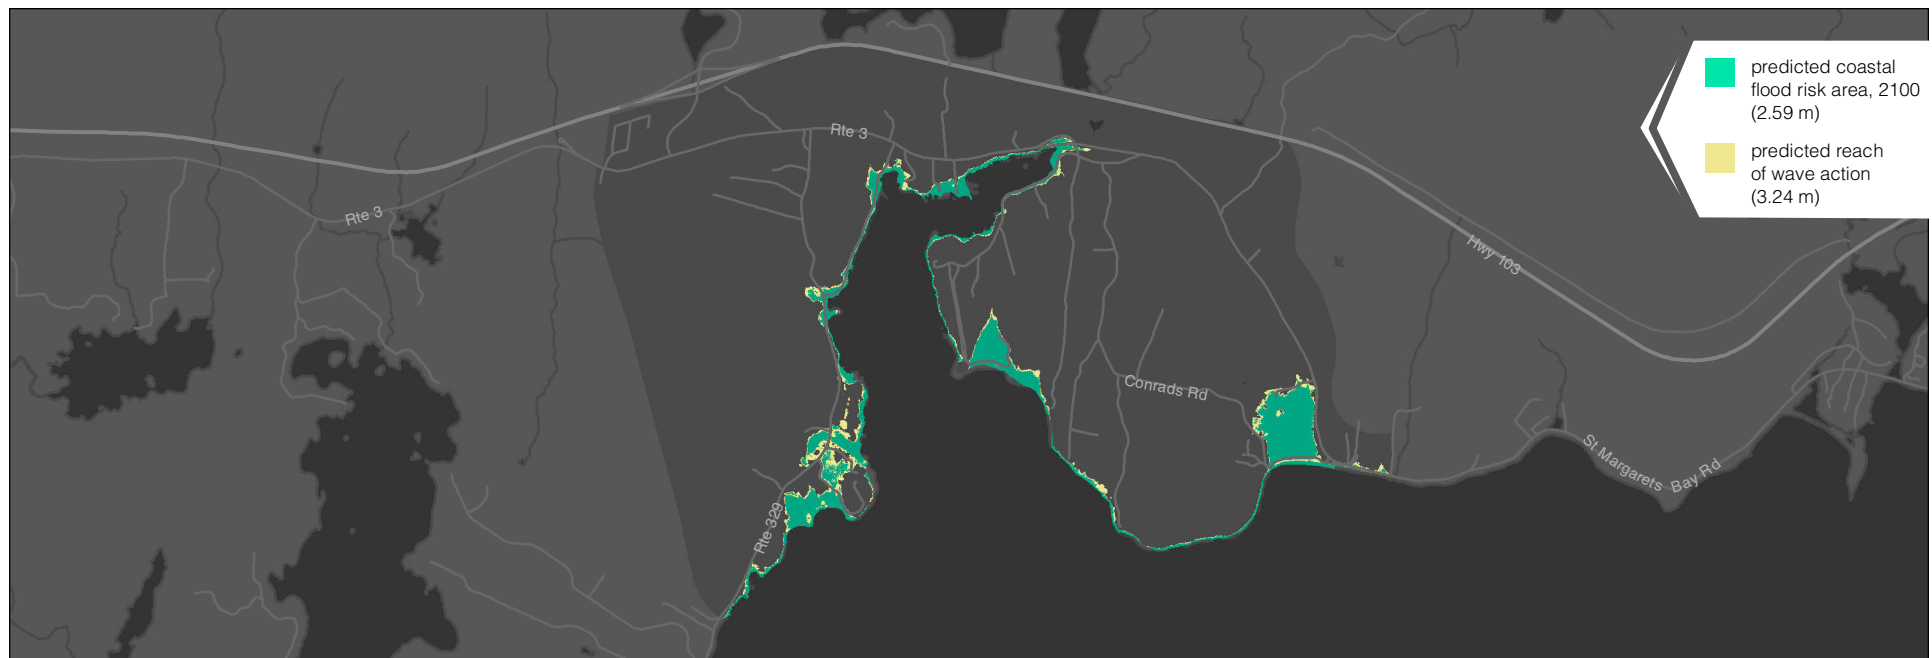 predicted coastal
flood risk area, 2100
(2.59 m)
predicted reach
of wave action
(3.24 m)
Rte 3
Rte 3
Hwy 103
Conrads Rd
St Margarets Bay Rd
Rte 329